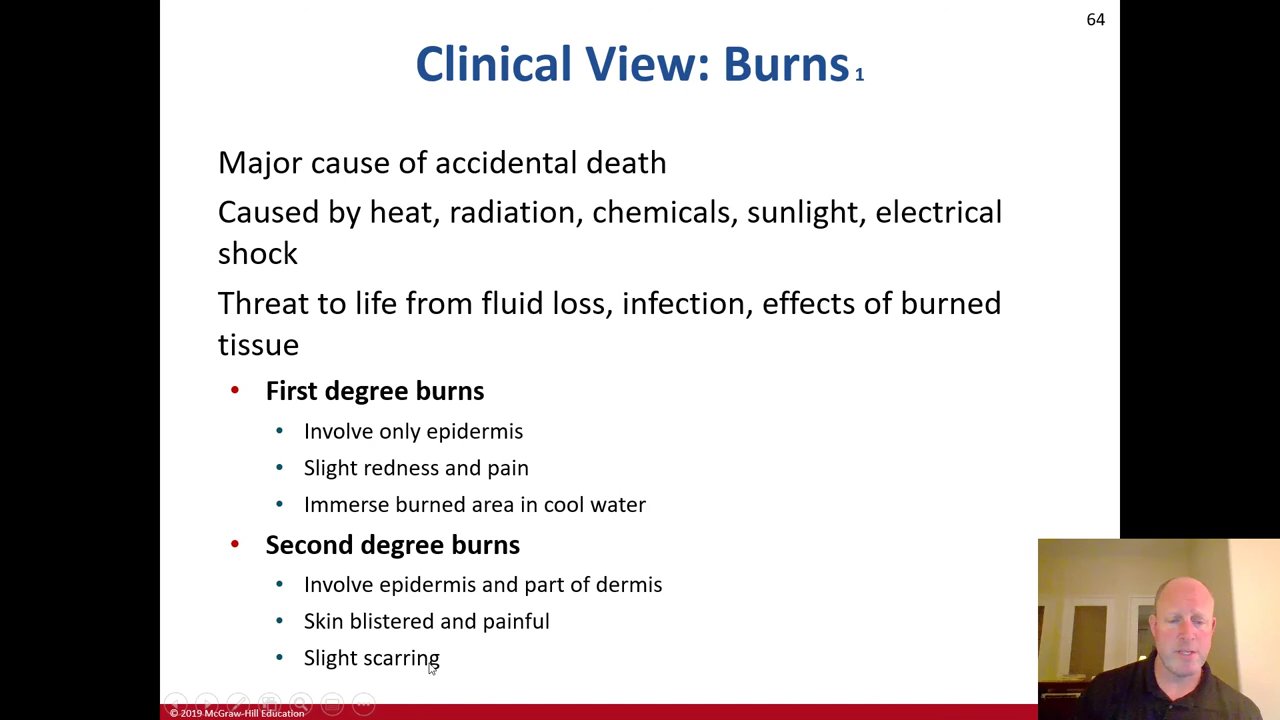 64
Clinical View: Burns 1
Major cause of accidental death
Caused by heat, radiation, chemicals, sunlight, electrical
shock
Threat to life from fluid loss, infection, effects of burned
tissue
• First degree burns
• Involve only epidermis
• Slight redness and pain
• Immerse burned area in cool water
• Second degree burns
• Involve epidermis and part of dermis
• Skin blistered and painful
• Slight scarring
© 2019 McGraw-Hill Education